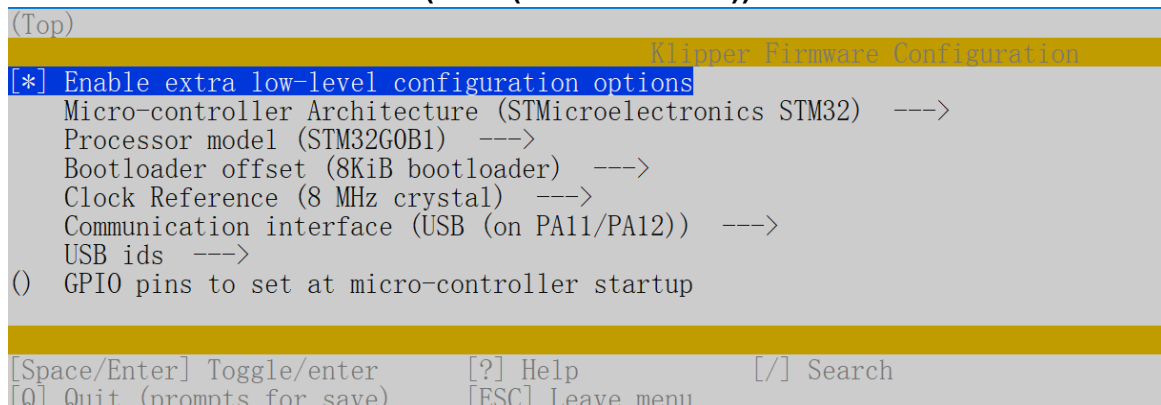 (Top)
Klipper Firmware Configuration
[*] Enable extra low-level configuration options
Micro-controller Architecture (STMicroelectronics STM32) --->
Processor model (STM32G0B1) --->
Bootloader offset (8KiB bootloader) --->
Clock Reference (8 MHz crystal) --->
Communication interface (USB (on PA11/PA12)) --->
USB ids --->
() GPIO pins to set at micro-controller startup
[Space/Enter] Toggle/enter [?] Help [/] Search
[Q] Quit (prompts for save) [ESC] Leave menu